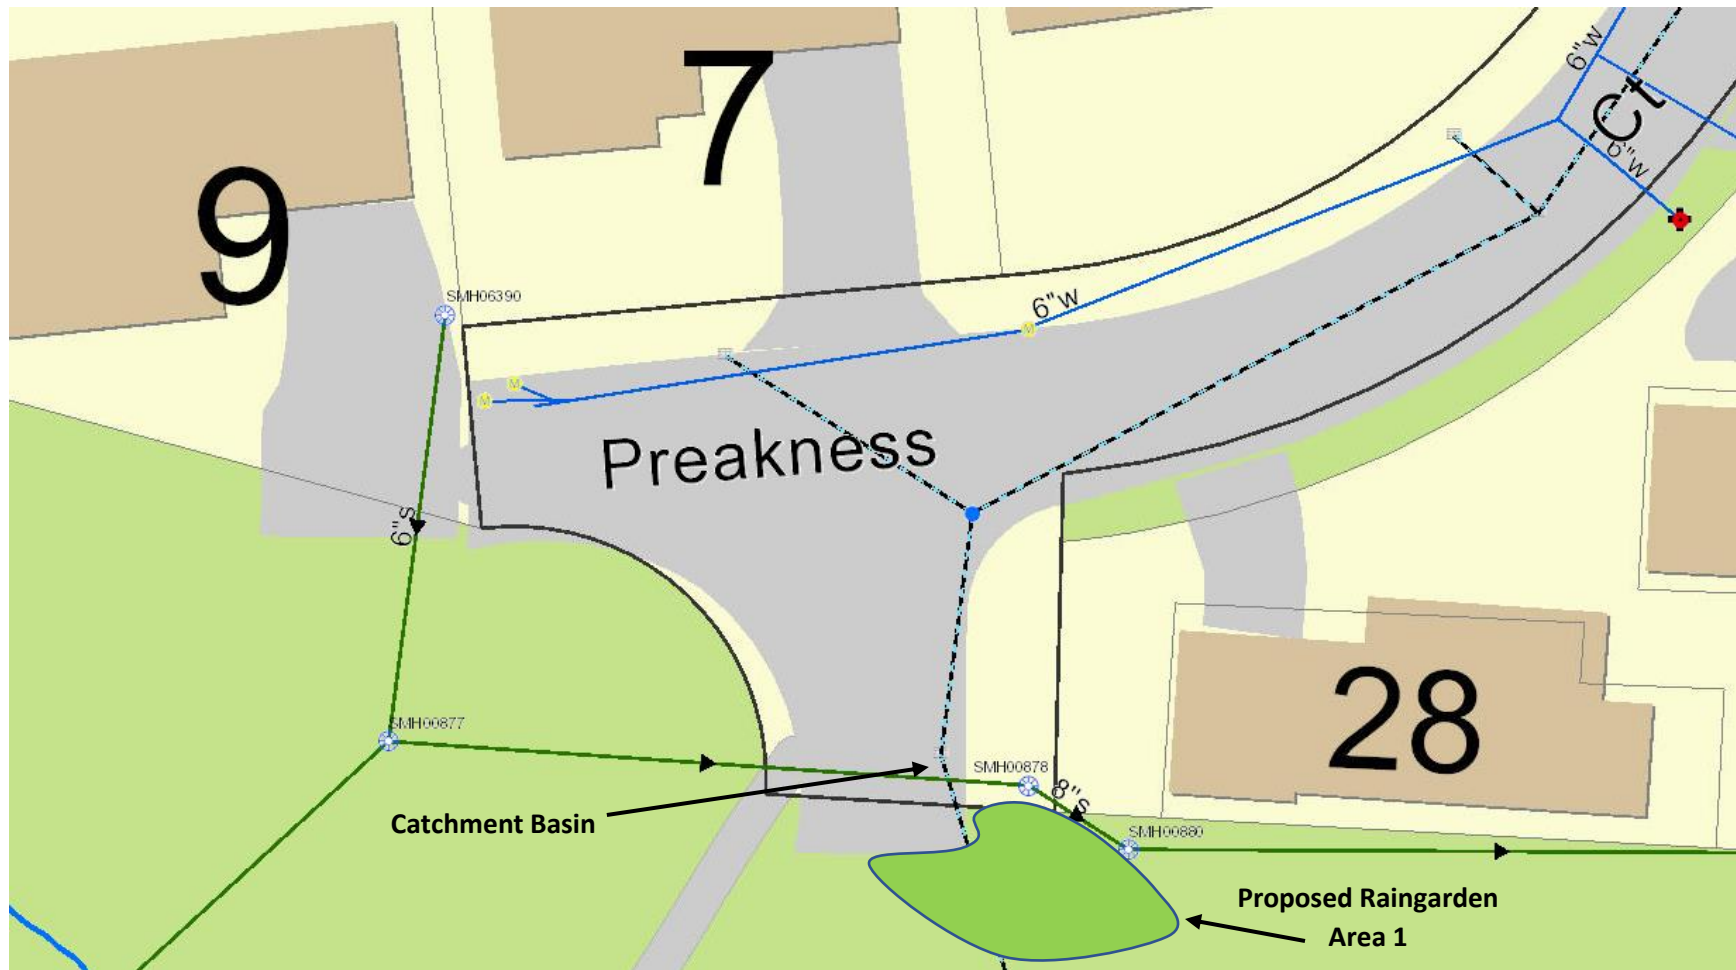 7
6"w
Ct
6"w
9
SMH06390
6"w
M
M
M
Preakness
6"s
28
SMH00877
SMH00878
8"s
Catchment Basin
SMH00880
Proposed Raingarden
Area 1